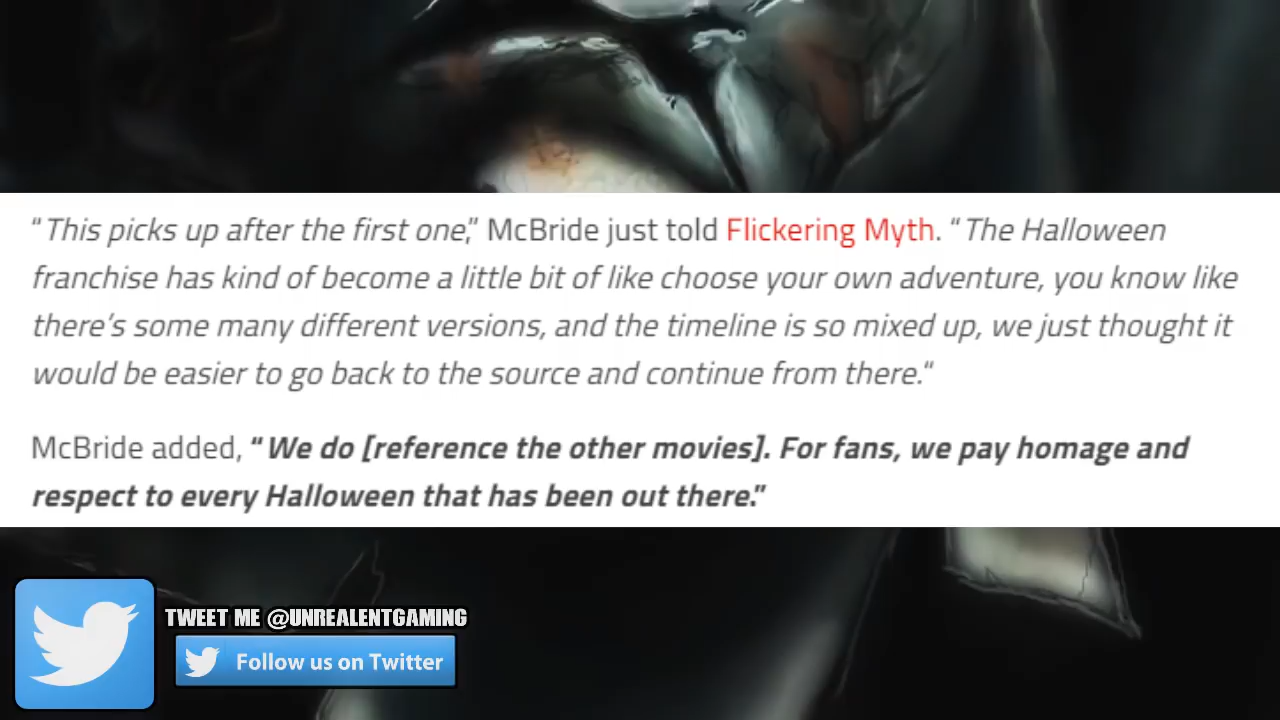 “This picks up after the first one,” McBride just told Flickering Myth. “The Halloween
franchise has kind of become a little bit of like choose your own adventure, you know like
there’s some many different versions, and the timeline is so mixed up, we just thought it
would be easier to go back to the source and continue from there.“
McBride added, “We do [reference the other movies]. For fans, we pay homage and
respect to every Halloween that has been out there.”
TWEET ME @UNREALENTGAMING
Follow us on Twitter